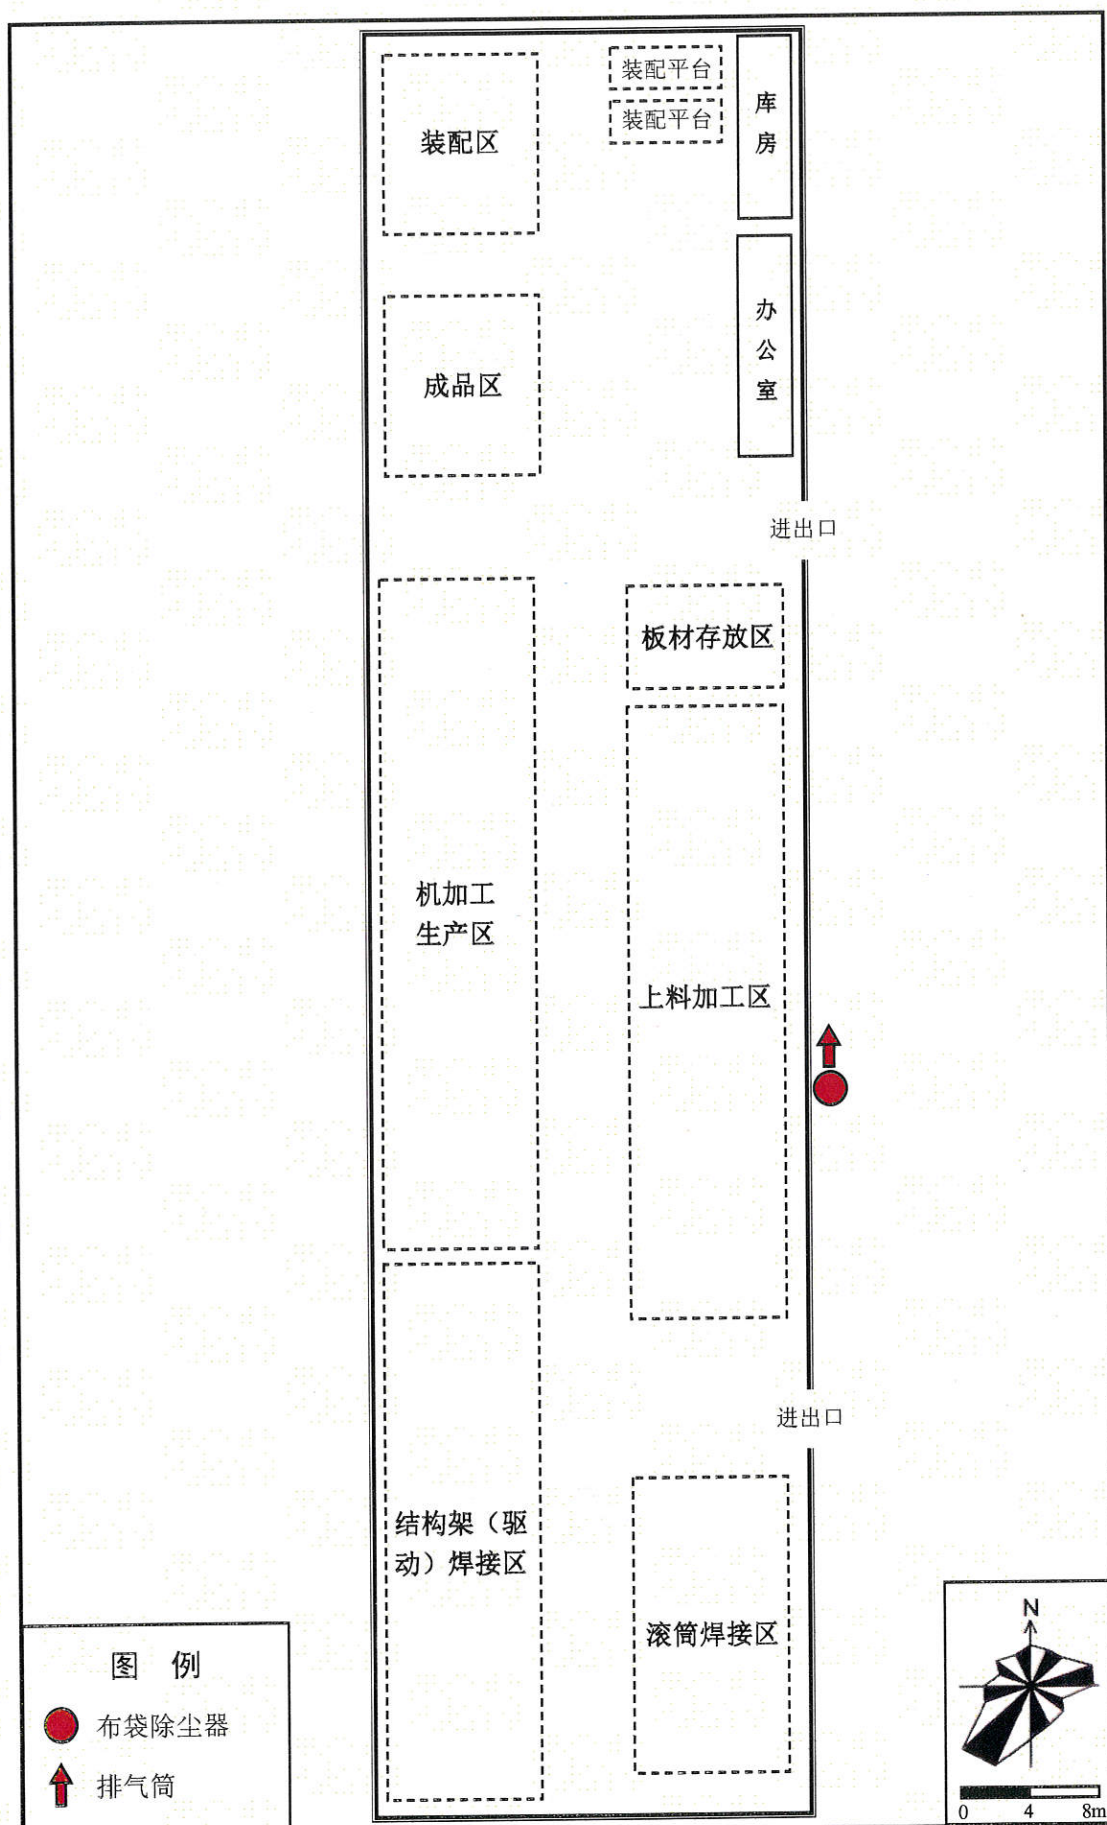 装配平台
装配平台
库房
装配区
办公室
成品区
进出口
板材存放区
机加工
生产区
上料加工区
进出口
结构架（驱
动）焊接区
滚筒焊接区
图 例
布袋除尘器
排气筒
N
0 4 8m